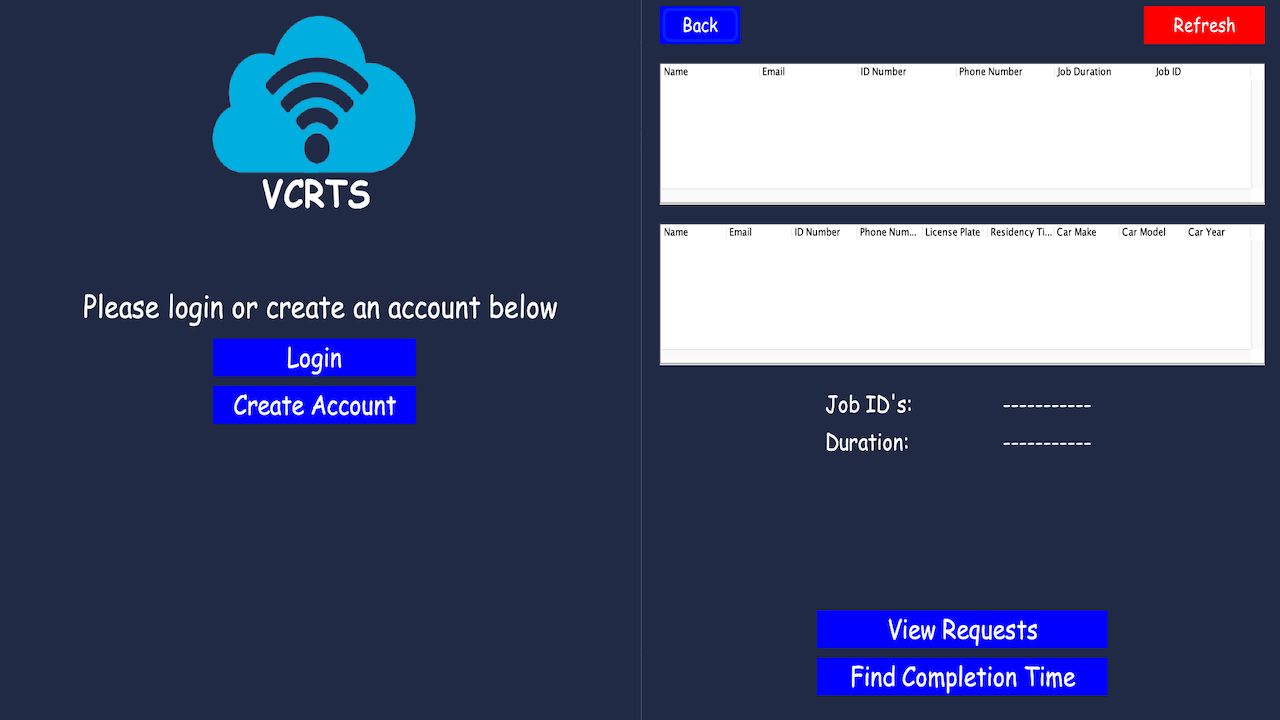 VCRTS
Please login or create an account below
Login
Create Account
Back
Refresh
Name Email ID Number Phone Number Job Duration Job ID
Name Email ID Number Phone Num... License Plate Residency Ti... Car Make Car Model Car Year
Job ID's: -----------
Duration: -----------
View Requests
Find Completion Time